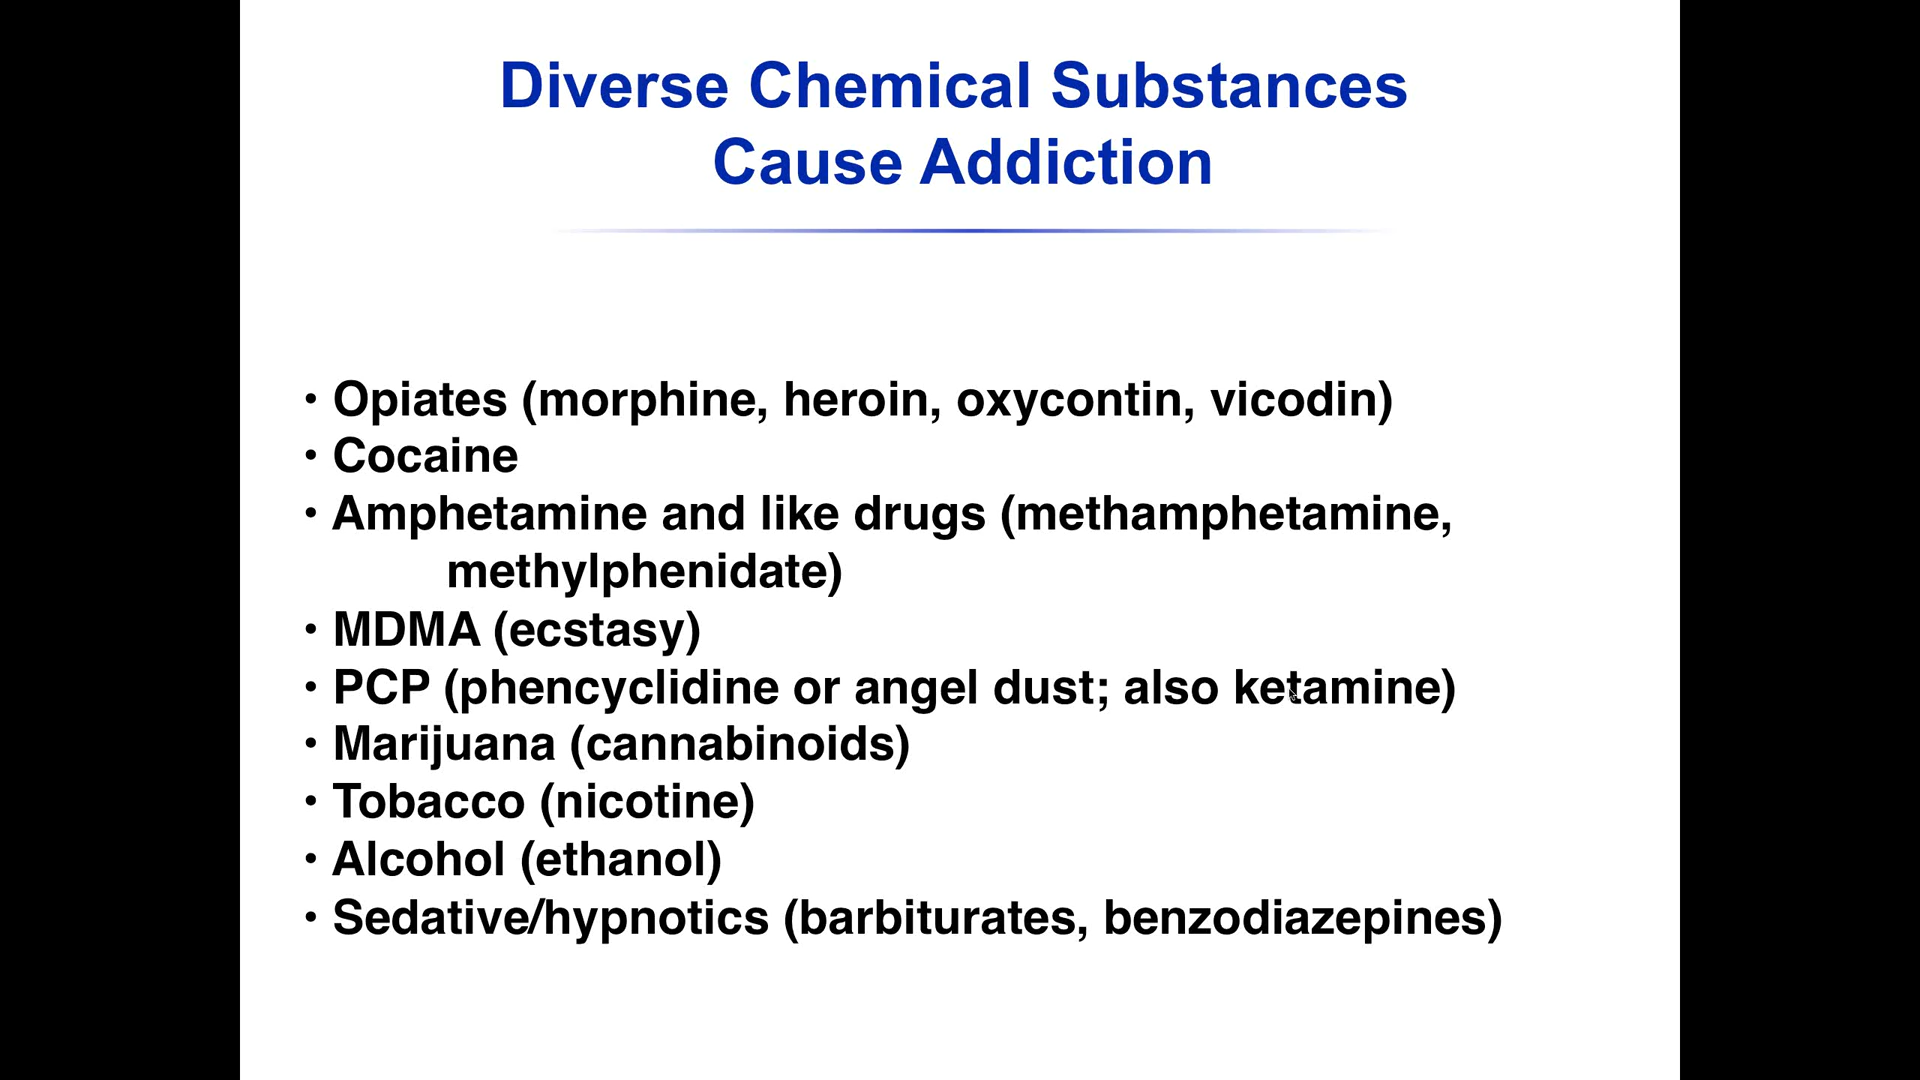 Diverse Chemical Substances
Cause Addiction
• Opiates (morphine, heroin, oxycontin, vicodin)
• Cocaine
• Amphetamine and like drugs (methamphetamine,
methylphenidate)
• MDMA (ecstasy)
• PCP (phencyclidine or angel dust; also ketamine)
• Marijuana (cannabinoids)
• Tobacco (nicotine)
• Alcohol (ethanol)
• Sedative/hypnotics (barbiturates, benzodiazepines)